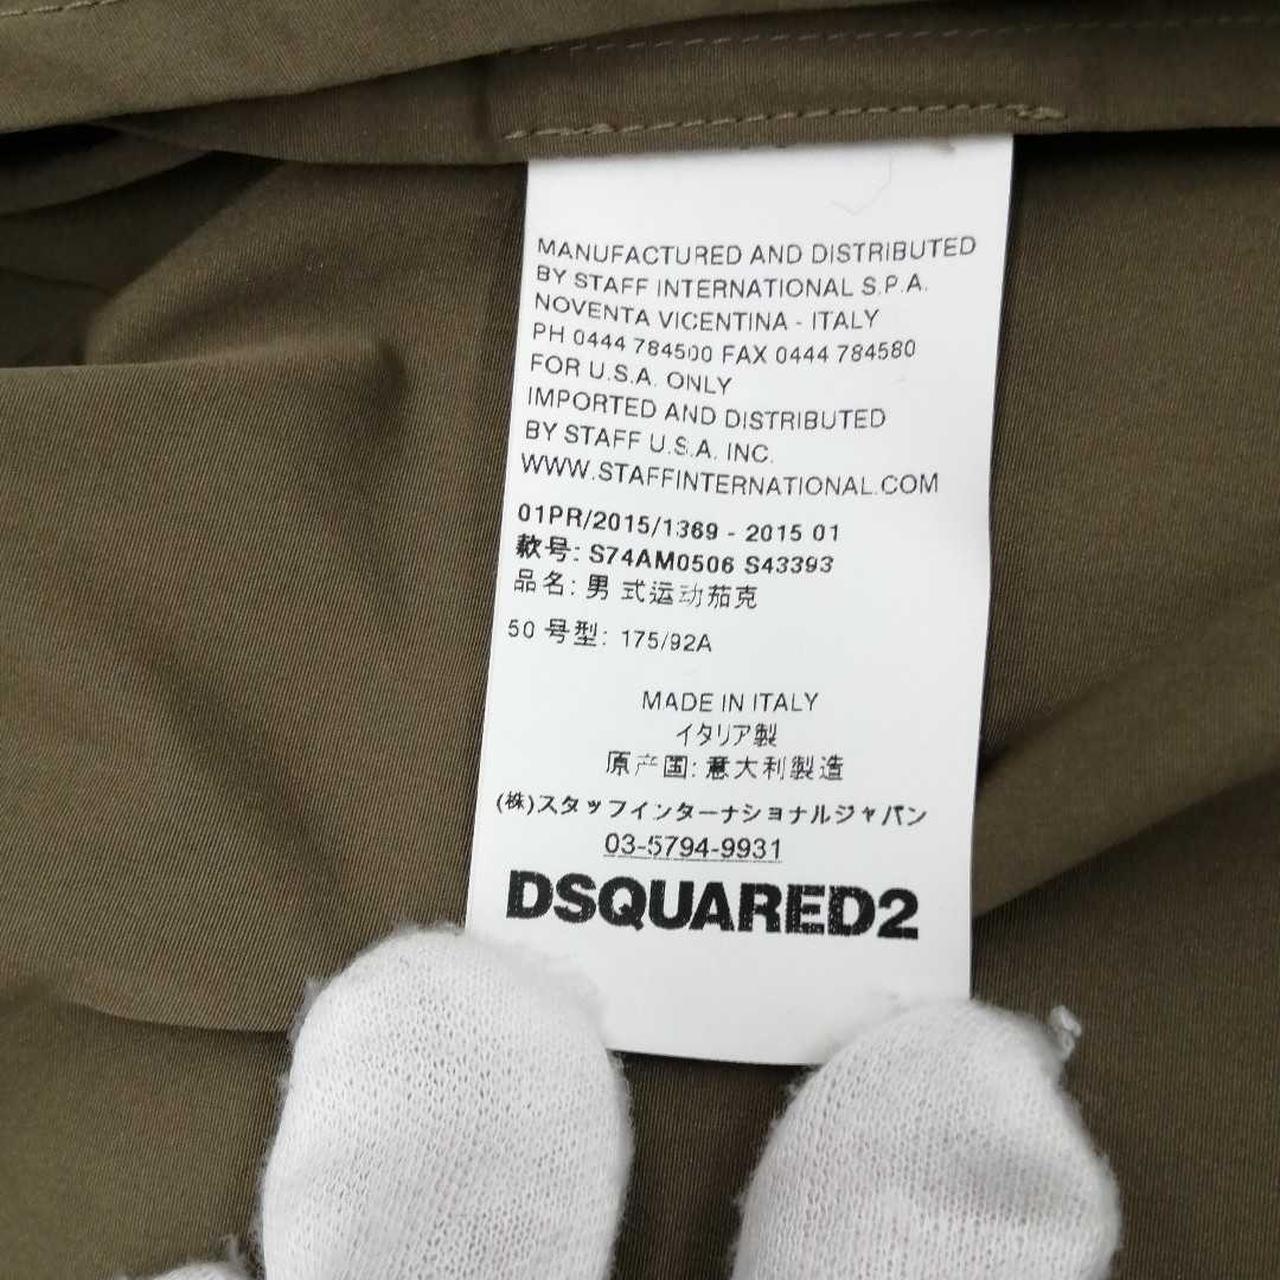 MANUFACTURED AND DISTRIBUTED
BY STAFF INTERNATIONAL S.P.A.
NOVENTA VICENTINA - ITALY
PH 0444 784500 FAX 0444 784580
FOR U.S.A. ONLY
IMPORTED AND DISTRIBUTED
BY STAFF U.S.A. INC.
WWW.STAFFINTERNATIONAL.COM
01PR/2015/1369 - 2015 01
款号: S74AM0506 S43393
品名: 男式运动茄克
50 号型: 175/92A
MADE IN ITALY
イタリア製
原产国: 意大利製造
(株)スタッフインターナショナルジャパン
03-5794-9931
DSQUARED2